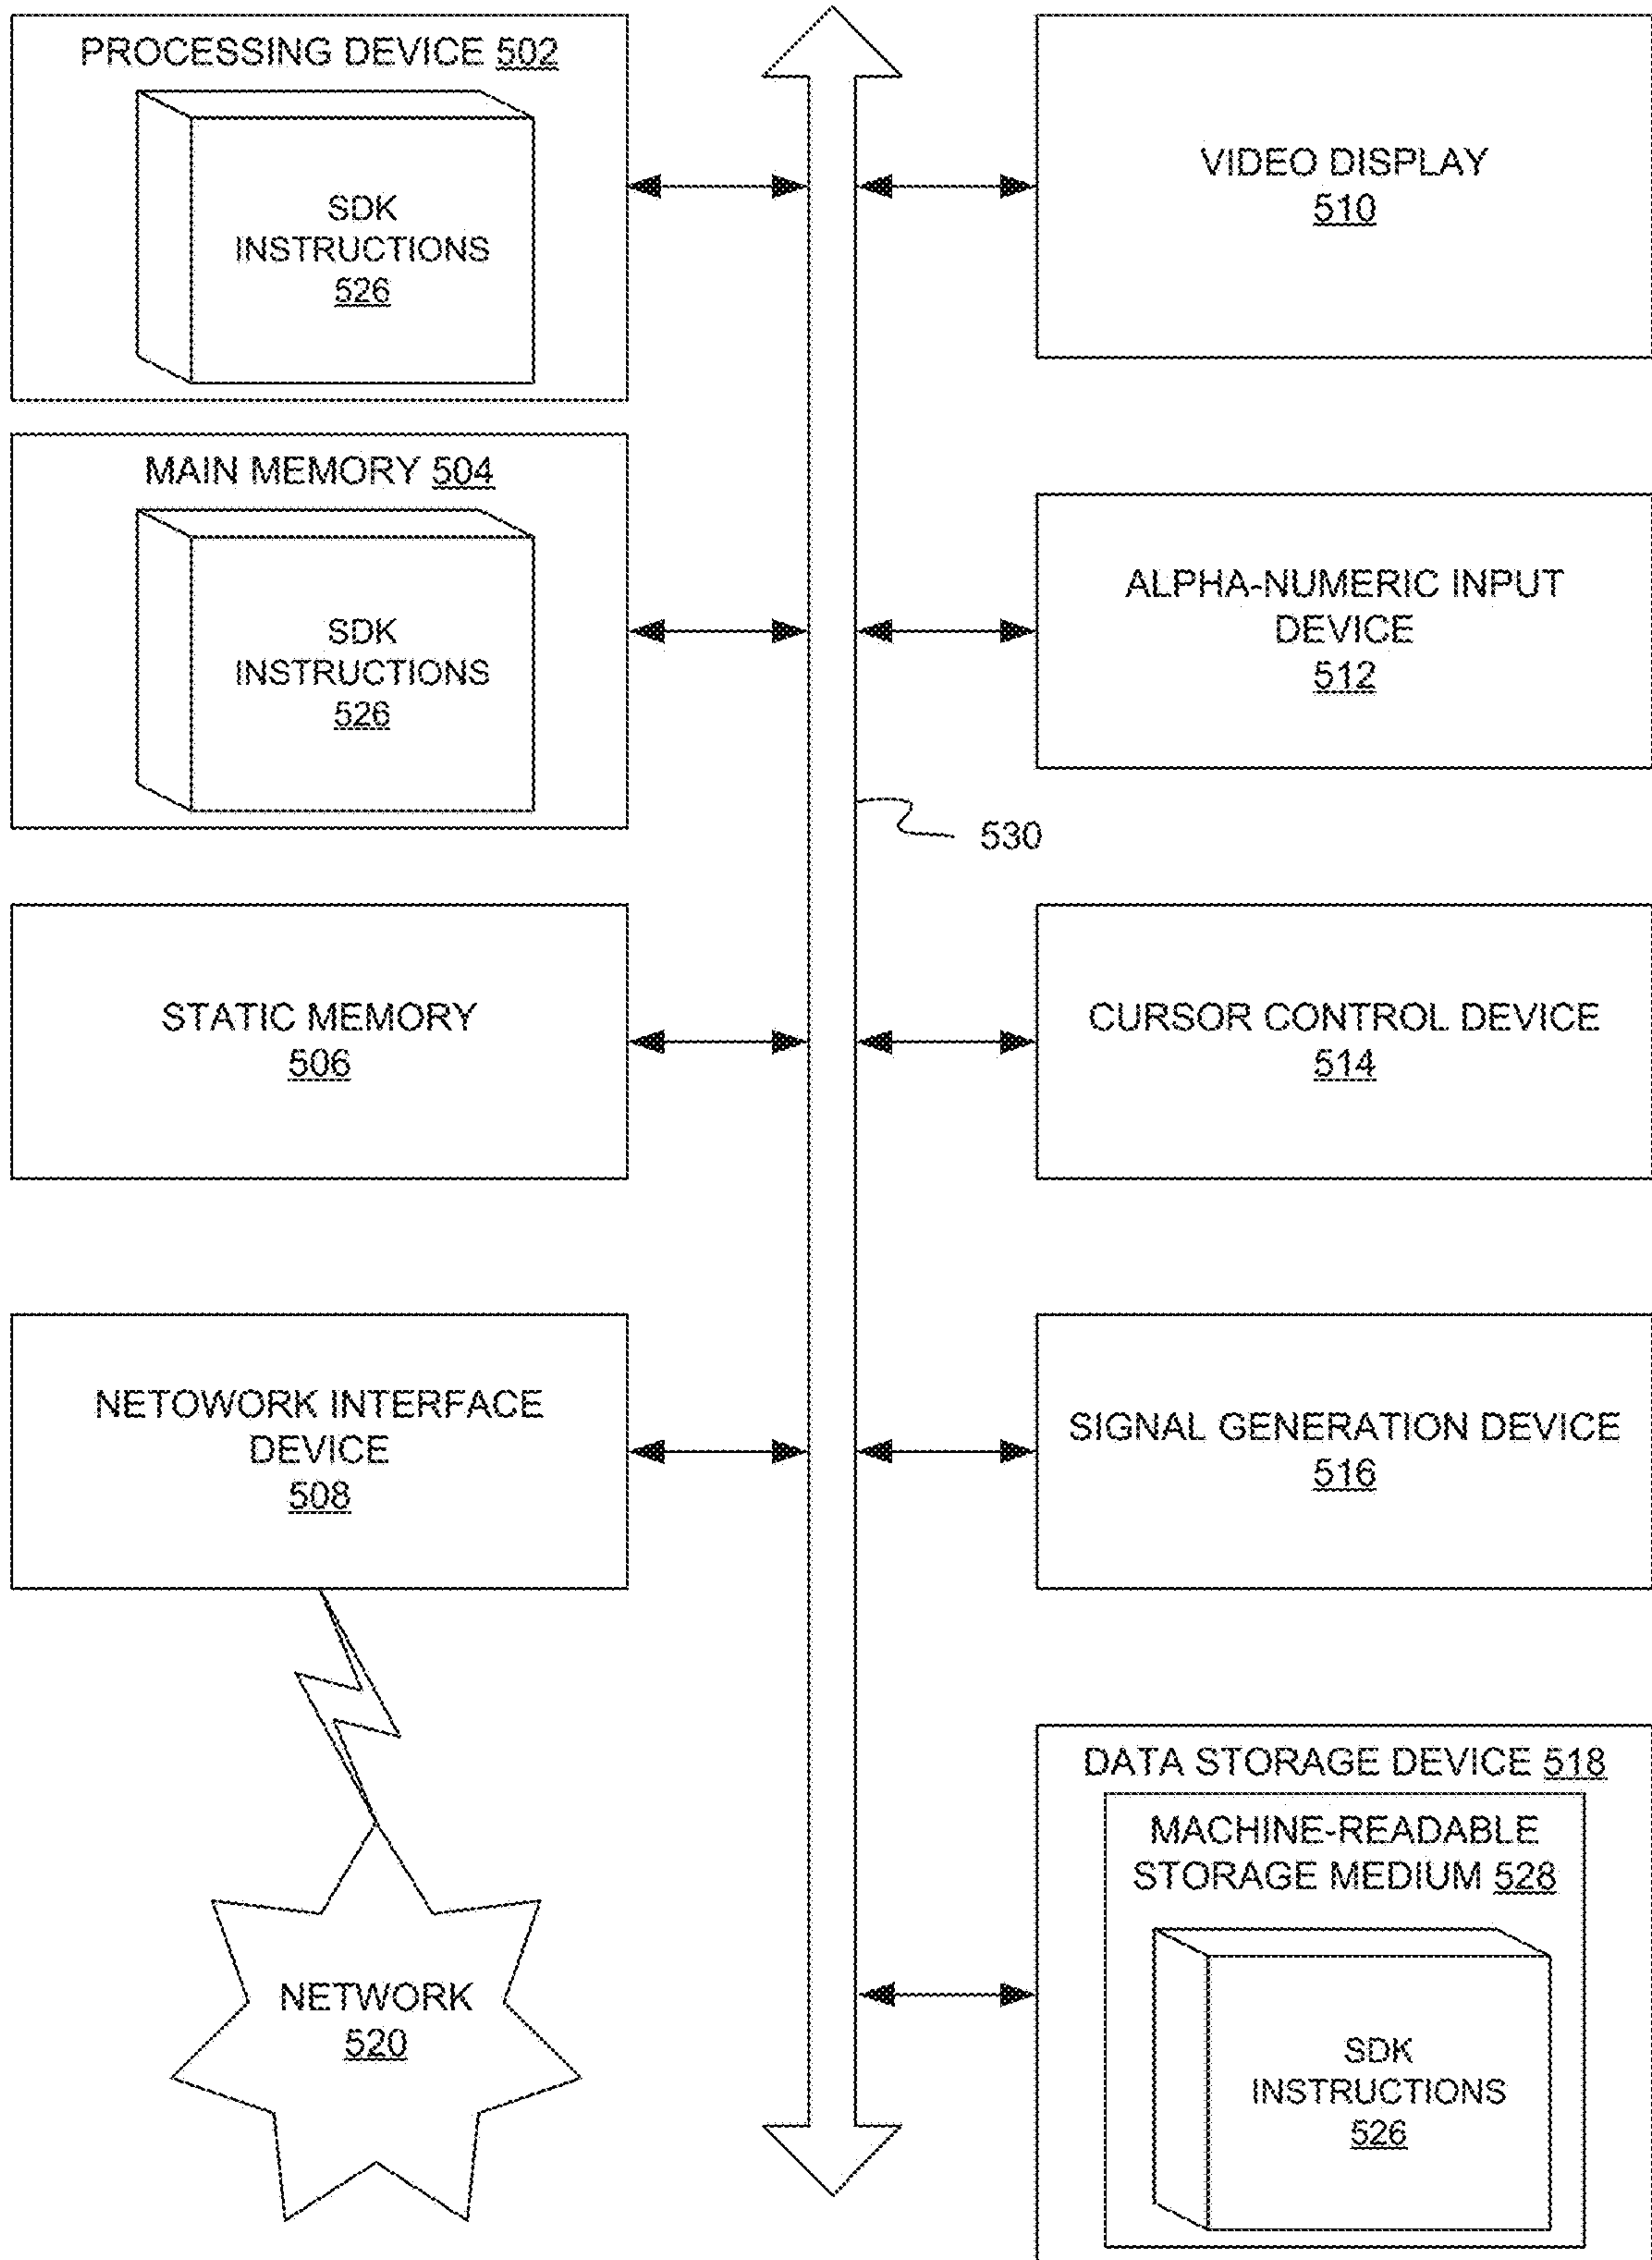 PROCESSING DEVICE 502
SDK
INSTRUCTIONS
526
MAIN MEMORY 504
SDK
INSTRUCTIONS
526
STATIC MEMORY
506
NETOWORK INTERFACE
DEVICE
508
NETWORK
520
530
VIDEO DISPLAY
510
ALPHA-NUMERIC INPUT
DEVICE
512
CURSOR CONTROL DEVICE
514
SIGNAL GENERATION DEVICE
516
DATA STORAGE DEVICE 518
MACHINE-READABLE
STORAGE MEDIUM 528
SDK
INSTRUCTIONS
526